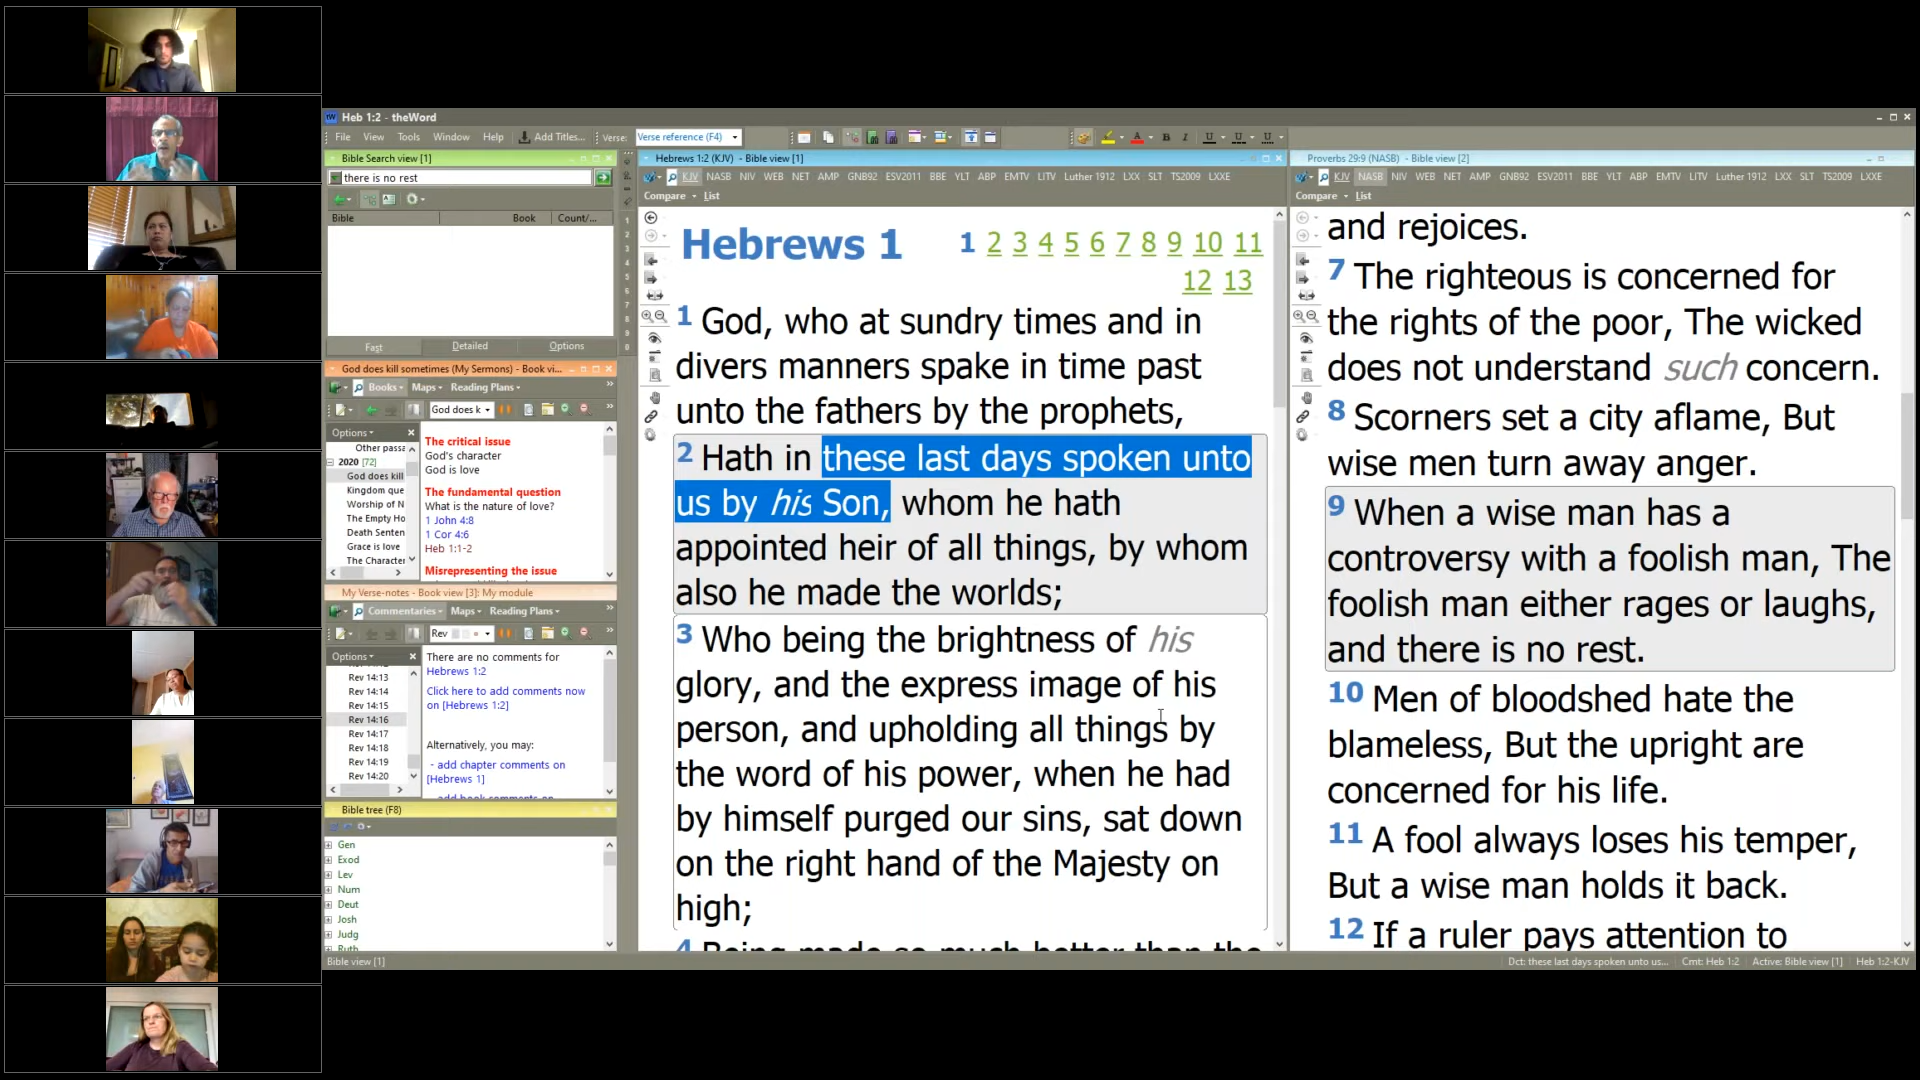 Heb 1:2 - theWord
File View Tools Window Help Add Titles... Verse: Verse reference (F4)
Bible Search view [1]
there is no rest
Bible Book Count/...
Fast Detailed Options
God does kill sometimes (My Sermons) - Book vi...
Books Maps Reading Plans
God does k
Options
Other passa
2020 [72]
God does kill
Kingdom que
Worship of N
The Empty Ho
Death Senten
Grace is love
The Character
The critical issue
God's character
God is love
The fundamental question
What is the nature of love?
1 John 4:8
1 Cor 4:6
Heb 1:1-2
Misrepresenting the issue
My Verse-notes - Book view [3]: My module
Commentaries Maps Reading Plans
Rev
Options
Rev 14:13
Rev 14:14
Rev 14:15
Rev 14:16
Rev 14:17
Rev 14:18
Rev 14:19
Rev 14:20
There are no comments for
Hebrews 1:2
Click here to add comments now
on [Hebrews 1:2]
Alternatively, you may:
- add chapter comments on
[Hebrews 1]
- add book comments on
Bible tree (F8)
Gen
Exod
Lev
Num
Deut
Josh
Judg
Ruth
Bible view [1]
Hebrews 1:2 (KJV) - Bible view [1]
KJV NASB NIV WEB NET AMP GNB92 ESV2011 BBE YLT ABP EMTV LITV Luther 1912 LXX SLT TS2009 LXXE
Compare List
Hebrews 1 1 2 3 4 5 6 7 8 9 10 11
12 13
1 God, who at sundry times and in
divers manners spake in time past
unto the fathers by the prophets,
2 Hath in these last days spoken unto
us by his Son, whom he hath
appointed heir of all things, by whom
also he made the worlds;
3 Who being the brightness of his
glory, and the express image of his
person, and upholding all things by
the word of his power, when he had
by himself purged our sins, sat down
on the right hand of the Majesty on
high;
4 Being made so much better than the
Proverbs 29:9 (NASB) - Bible view [2]
KJV NASB NIV WEB NET AMP GNB92 ESV2011 BBE YLT ABP EMTV LITV Luther 1912 LXX SLT TS2009 LXXE
Compare List
and rejoices.
7 The righteous is concerned for
the rights of the poor, The wicked
does not understand such concern.
8 Scorners set a city aflame, But
wise men turn away anger.
9 When a wise man has a
controversy with a foolish man, The
foolish man either rages or laughs,
and there is no rest.
10 Men of bloodshed hate the
blameless, But the upright are
concerned for his life.
11 A fool always loses his temper,
But a wise man holds it back.
12 If a ruler pays attention to
Dct: these last days spoken unto us... Cmt: Heb 1:2 Active: Bible view [1] Heb 1:2-KJV